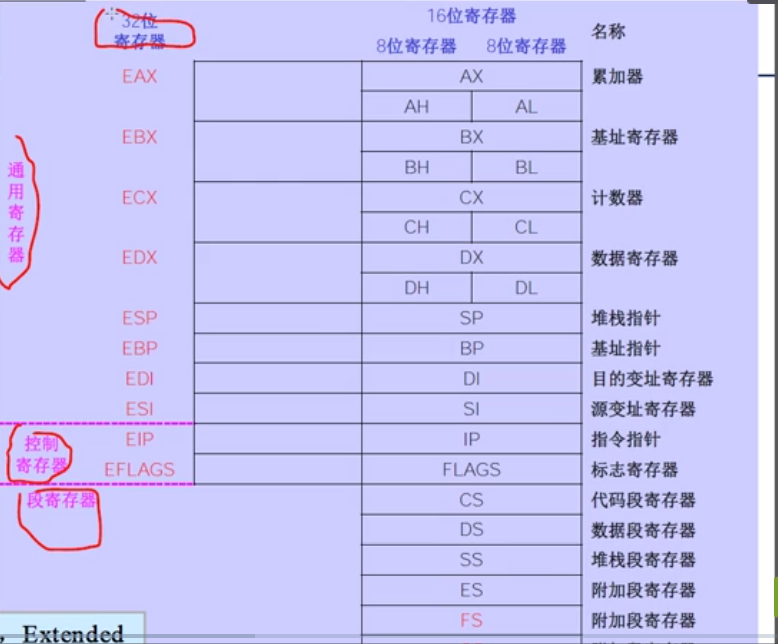 32位 16位寄存器 名称
寄存器 8位寄存器 8位寄存器
EAX AX 累加器
AH AL
EBX BX 基址寄存器
BH BL
ECX CX 计数器
CH CL
EDX DX 数据寄存器
DH DL
通用寄存器
ESP SP 堆栈指针
EBP BP 基址指针
EDI DI 目的变址寄存器
ESI SI 源变址寄存器
控制寄存器
EIP IP 指令指针
EFLAGS FLAGS 标志寄存器
段寄存器
CS 代码段寄存器
DS 数据段寄存器
SS 堆栈段寄存器
ES 附加段寄存器
FS 附加段寄存器
, Extended